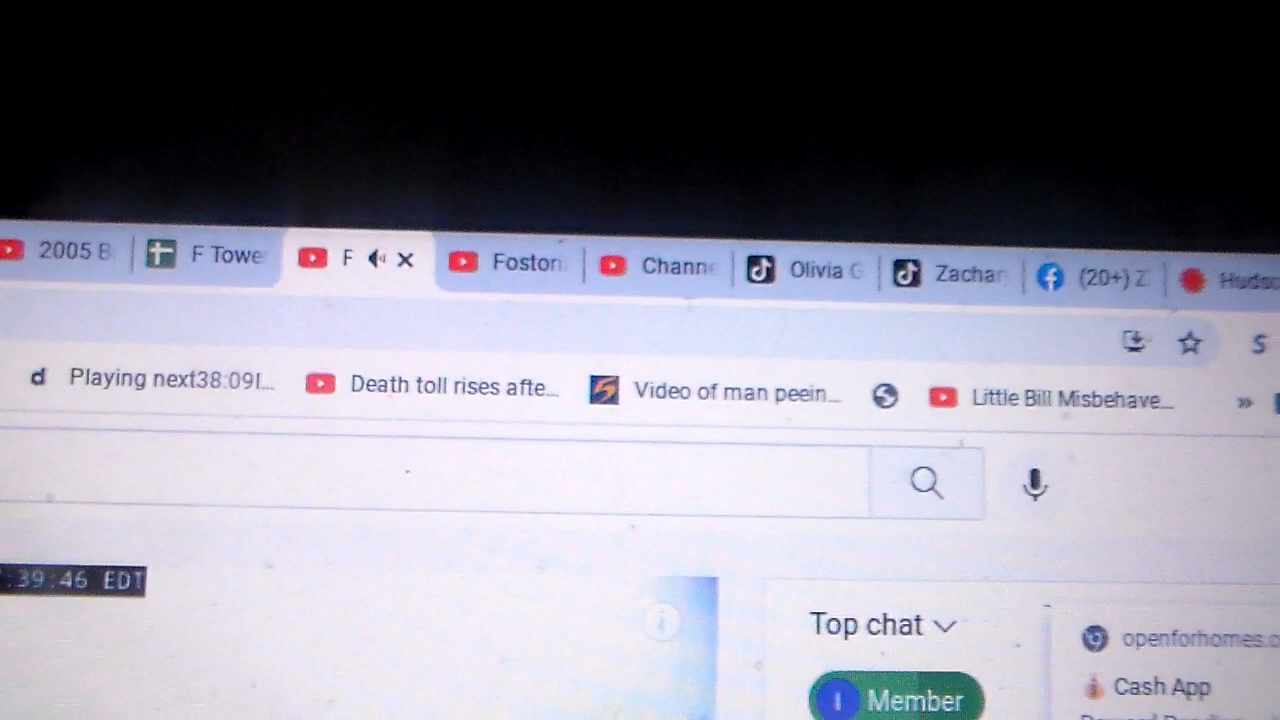 2005 B F Towe F Foston Channe Olivia G Zachar (20+) Z Hudso
S
d Playing next38:09I... Death toll rises afte... Video of man peein... Little Bill Misbehave... »
:39:46 EDT
Top chat
openforhomes.c
I Member
Cash App